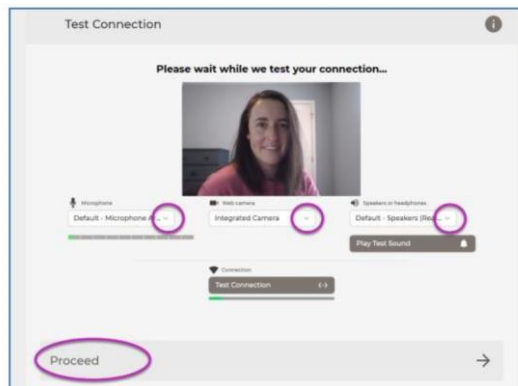 Test Connection
Please wait while we test your connection...
Microphone
Web camera
Speakers or headphones
Default - Microphone A...
Integrated Camera
Default - Speakers (Rea...
Play Test Sound
Connection
Test Connection
Proceed